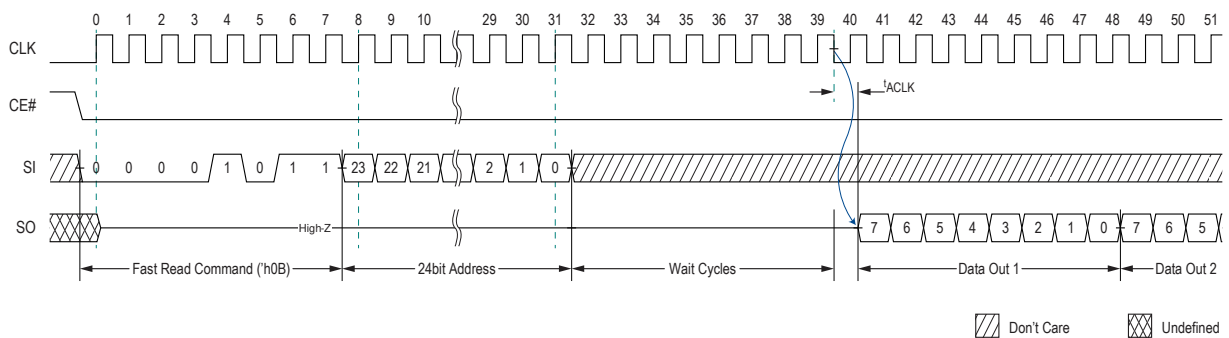 0 1 2 3 4 5 6 7 8 9 10 29 30 31 32 33 34 35 36 37 38 39 40 41 42 43 44 45 46 47 48 49 50 51
CLK
tACLK
CE#
SI 0 0 0 0 1 0 1 1 23 22 21 2 1 0
SO High-Z 7 6 5 4 3 2 1 0 7 6 5
Fast Read Command ('h0B) 24bit Address Wait Cycles Data Out 1 Data Out 2
Don't Care Undefined